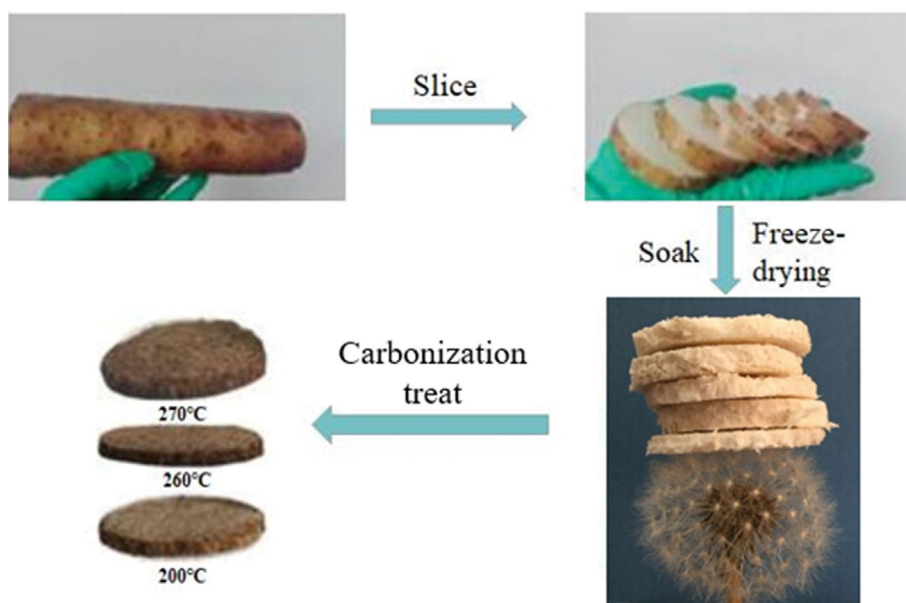 Slice
Soak
Freeze-
drying
Carbonization
treat
270°C
260°C
200°C